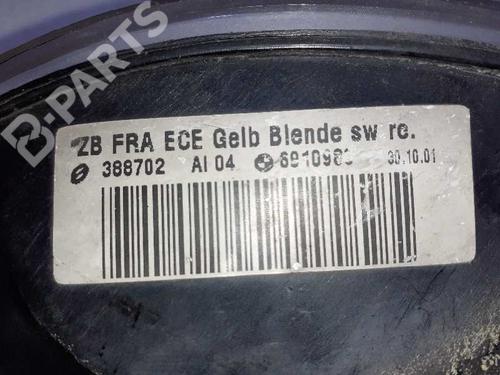 B-PARTS
ZB FRA ECE Gelb Blende sw rc.
388702 AI 04 30.10.01